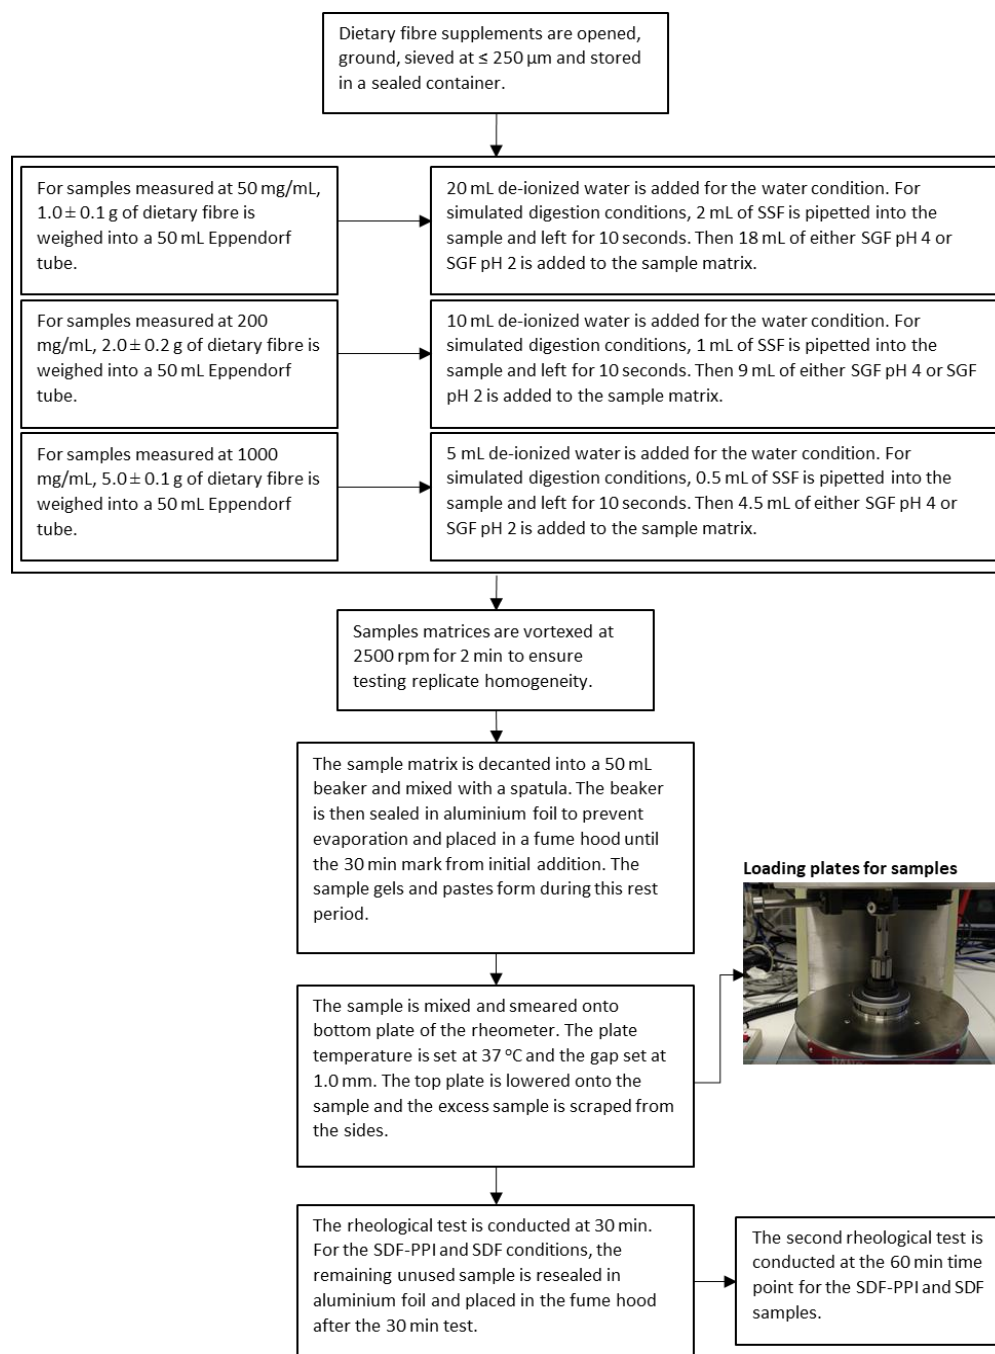 Dietary fibre supplements are opened,
ground, sieved at ≤ 250 µm and stored
in a sealed container.
For samples measured at 50 mg/mL,
1.0 ± 0.1 g of dietary fibre is
weighed into a 50 mL Eppendorf
tube.
20 mL de-ionized water is added for the water condition. For
simulated digestion conditions, 2 mL of SSF is pipetted into the
sample and left for 10 seconds. Then 18 mL of either SGF pH 4 or
SGF pH 2 is added to the sample matrix.
For samples measured at 200
mg/mL, 2.0 ± 0.2 g of dietary fibre is
weighed into a 50 mL Eppendorf
tube.
10 mL de-ionized water is added for the water condition. For
simulated digestion conditions, 1 mL of SSF is pipetted into the
sample and left for 10 seconds. Then 9 mL of either SGF pH 4 or SGF
pH 2 is added to the sample matrix.
For samples measured at 1000
mg/mL, 5.0 ± 0.1 g of dietary fibre is
weighed into a 50 mL Eppendorf
tube.
5 mL de-ionized water is added for the water condition. For
simulated digestion conditions, 0.5 mL of SSF is pipetted into the
sample and left for 10 seconds. Then 4.5 mL of either SGF pH 4 or
SGF pH 2 is added to the sample matrix.
Samples matrices are vortexed at
2500 rpm for 2 min to ensure
testing replicate homogeneity.
The sample matrix is decanted into a 50 mL
beaker and mixed with a spatula. The beaker
is then sealed in aluminium foil to prevent
evaporation and placed in a fume hood until
the 30 min mark from initial addition. The
sample gels and pastes form during this rest
period.
Loading plates for samples
The sample is mixed and smeared onto
bottom plate of the rheometer. The plate
temperature is set at 37 °C and the gap set at
1.0 mm. The top plate is lowered onto the
sample and the excess sample is scraped from
the sides.
The rheological test is conducted at 30 min.
For the SDF-PPI and SDF conditions, the
remaining unused sample is resealed in
aluminium foil and placed in the fume hood
after the 30 min test.
The second rheological test is
conducted at the 60 min time
point for the SDF-PPI and SDF
samples.